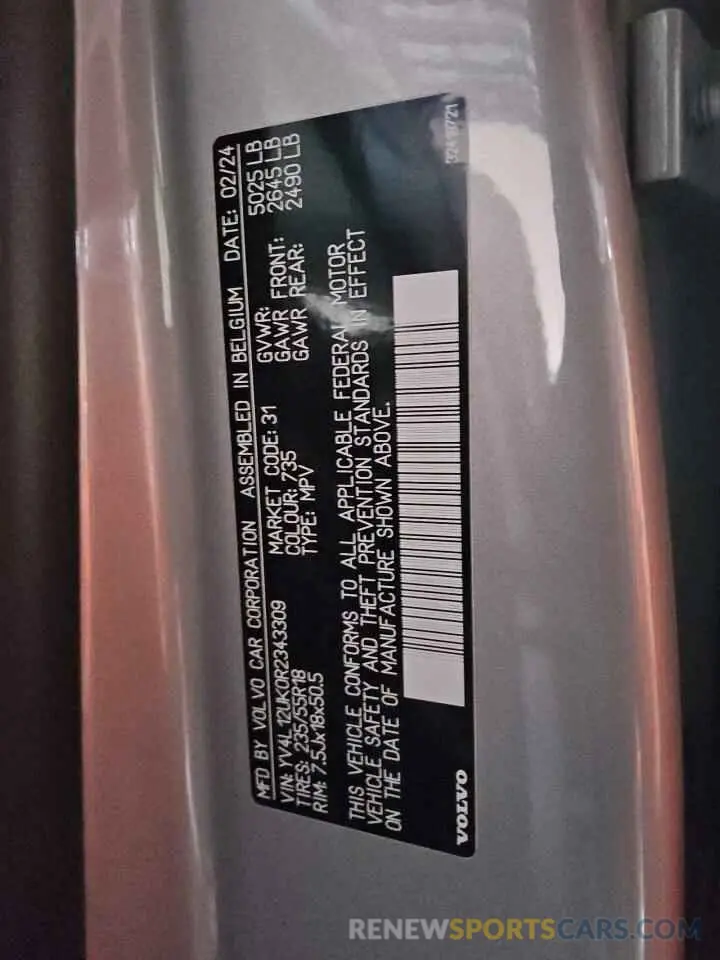 MFD BY VOLVO CAR CORPORATION ASSEMBLED IN BELGIUM DATE: 02/24
VIN: YV4L12UK0R2343309 MARKET CODE: 31 GVWR: 5025 LB
TIRES: 235/55R18 COLOUR: 735 GAWR FRONT: 2645 LB
RIM: 7.5Jx18x50.5 TYPE: MPV GAWR REAR: 2490 LB
THIS VEHICLE CONFORMS TO ALL APPLICABLE FEDERAL MOTOR
VEHICLE SAFETY AND THEFT PREVENTION STANDARDS IN EFFECT
ON THE DATE OF MANUFACTURE SHOWN ABOVE.
VOLVO
RENEWSPORTSCARS.COM